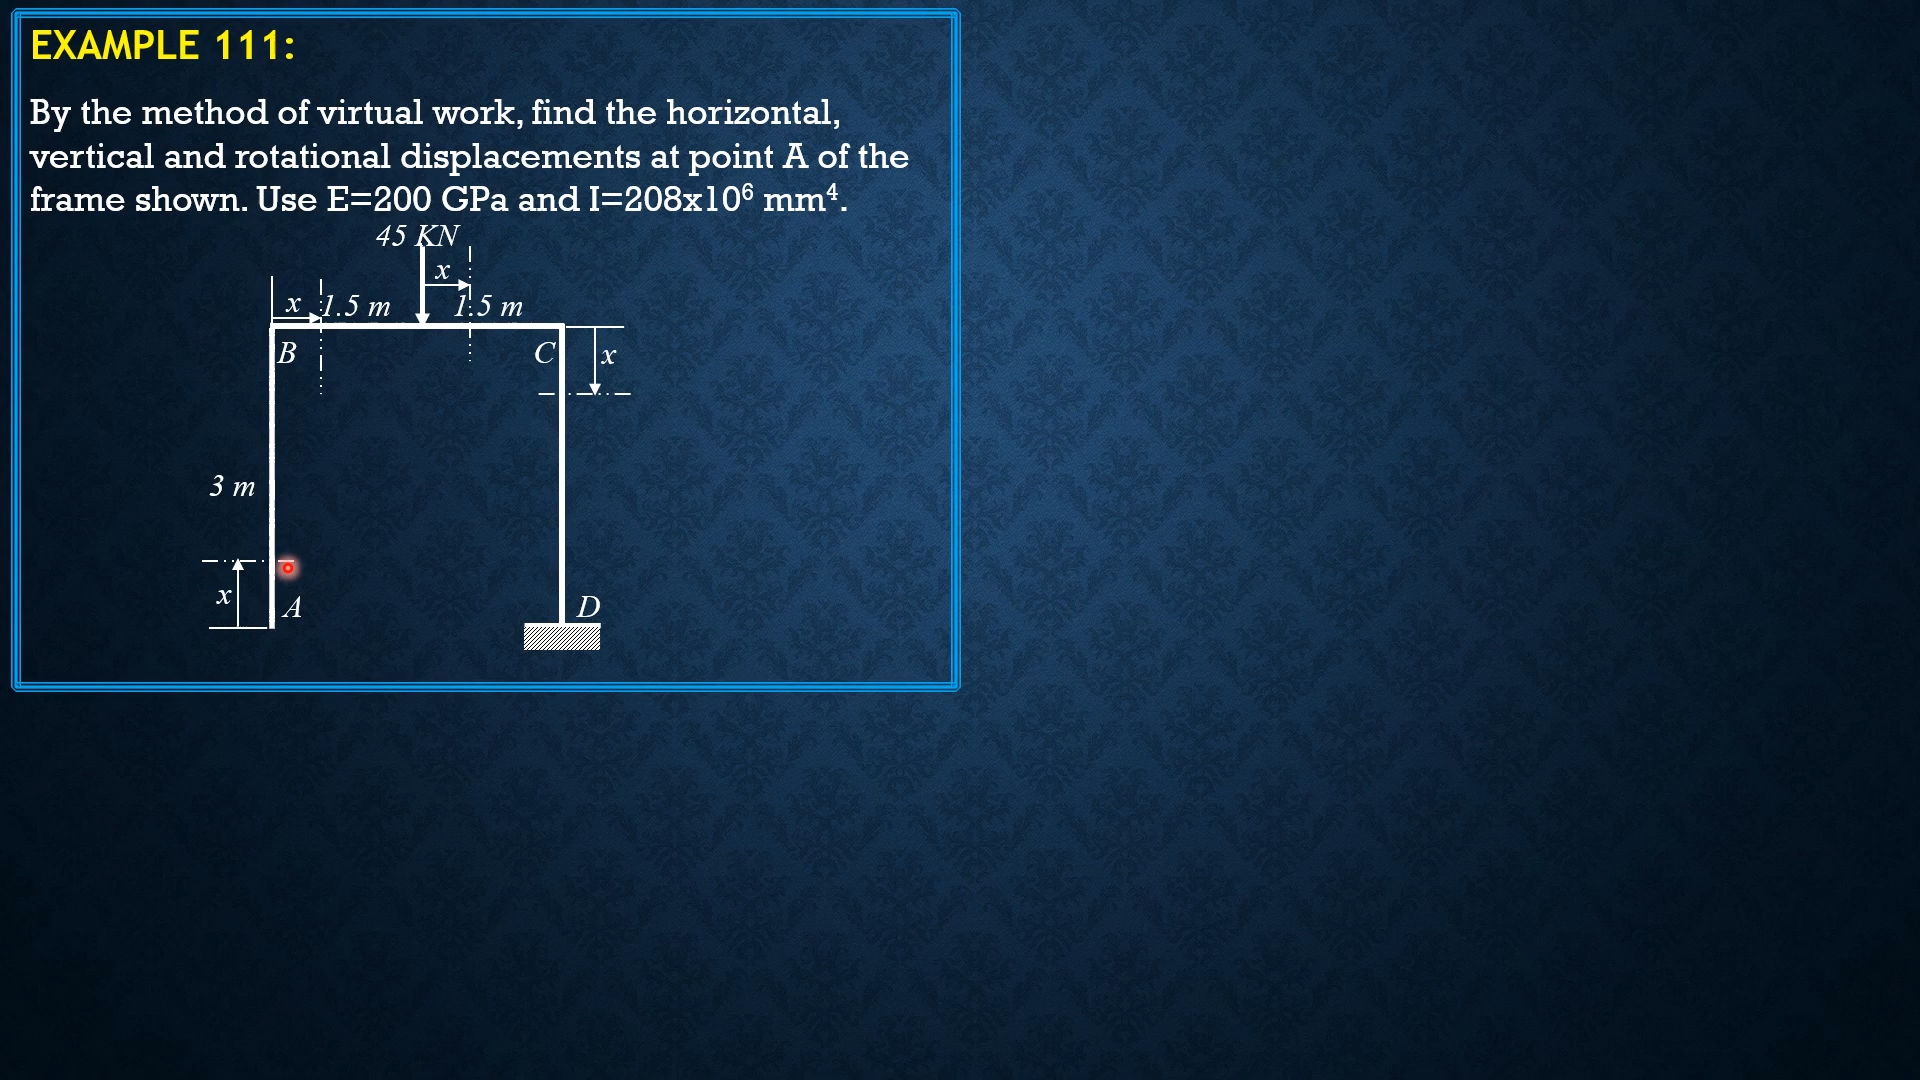 EXAMPLE 111:
By the method of virtual work, find the horizontal,
vertical and rotational displacements at point A of the
frame shown. Use E=200 GPa and I=208x10⁶ mm⁴.
45 KN
x
x 1.5 m 1.5 m
B C x
3 m
x A D